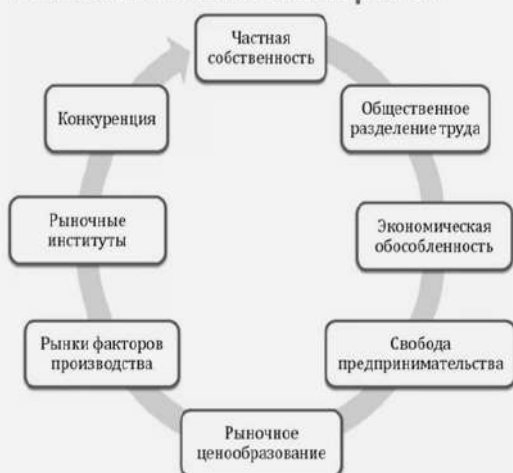 Частная
собственность
Общественное
разделение труда
Экономическая
обособленность
Свобода
предпринимательства
Рыночное
ценообразование
Рынки факторов
производства
Рыночные
институты
Конкуренция